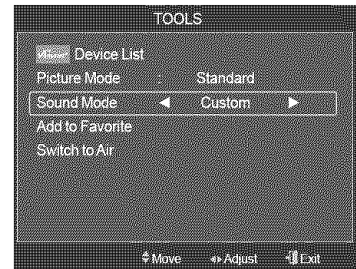 TOOLS
Device List
Picture Mode : Standard
Sound Mode ◀ Custom ▶
Add to Favorite
Switch to Air
Move Adjust Exit